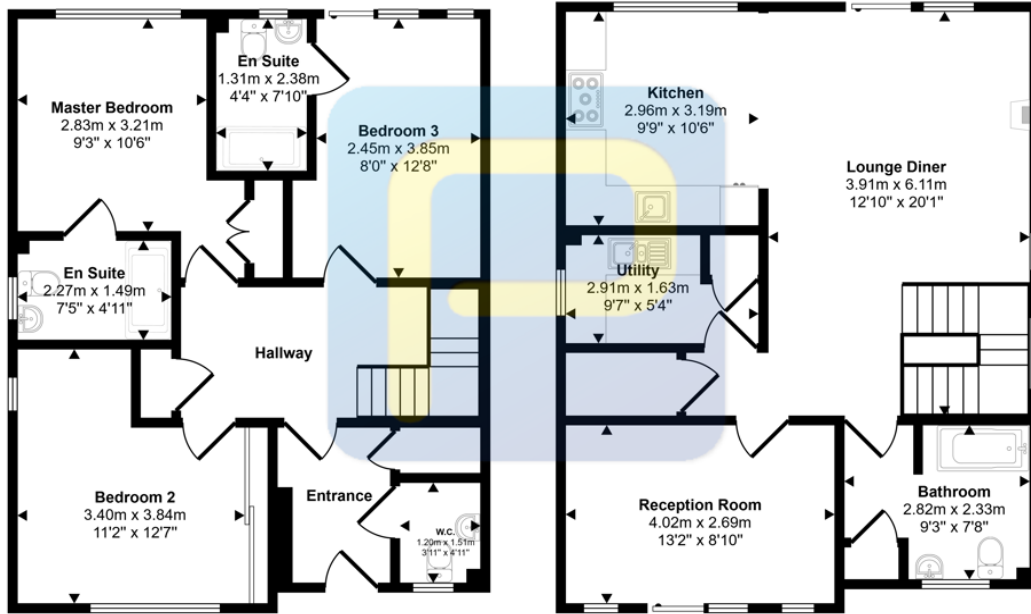 Master Bedroom
2.83m x 3.21m
9'3" x 10'6"
En Suite
1.31m x 2.38m
4'4" x 7'10"
Bedroom 3
2.45m x 3.85m
8'0" x 12'8"
En Suite
2.27m x 1.49m
7'5" x 4'11"
Hallway
Bedroom 2
3.40m x 3.84m
11'2" x 12'7"
Entrance
W.C.
1.20m x 1.51m
3'11" x 4'11"
Kitchen
2.96m x 3.19m
9'9" x 10'6"
Lounge Diner
3.91m x 6.11m
12'10" x 20'1"
Utility
2.91m x 1.63m
9'7" x 5'4"
Reception Room
4.02m x 2.69m
13'2" x 8'10"
Bathroom
2.82m x 2.33m
9'3" x 7'8"